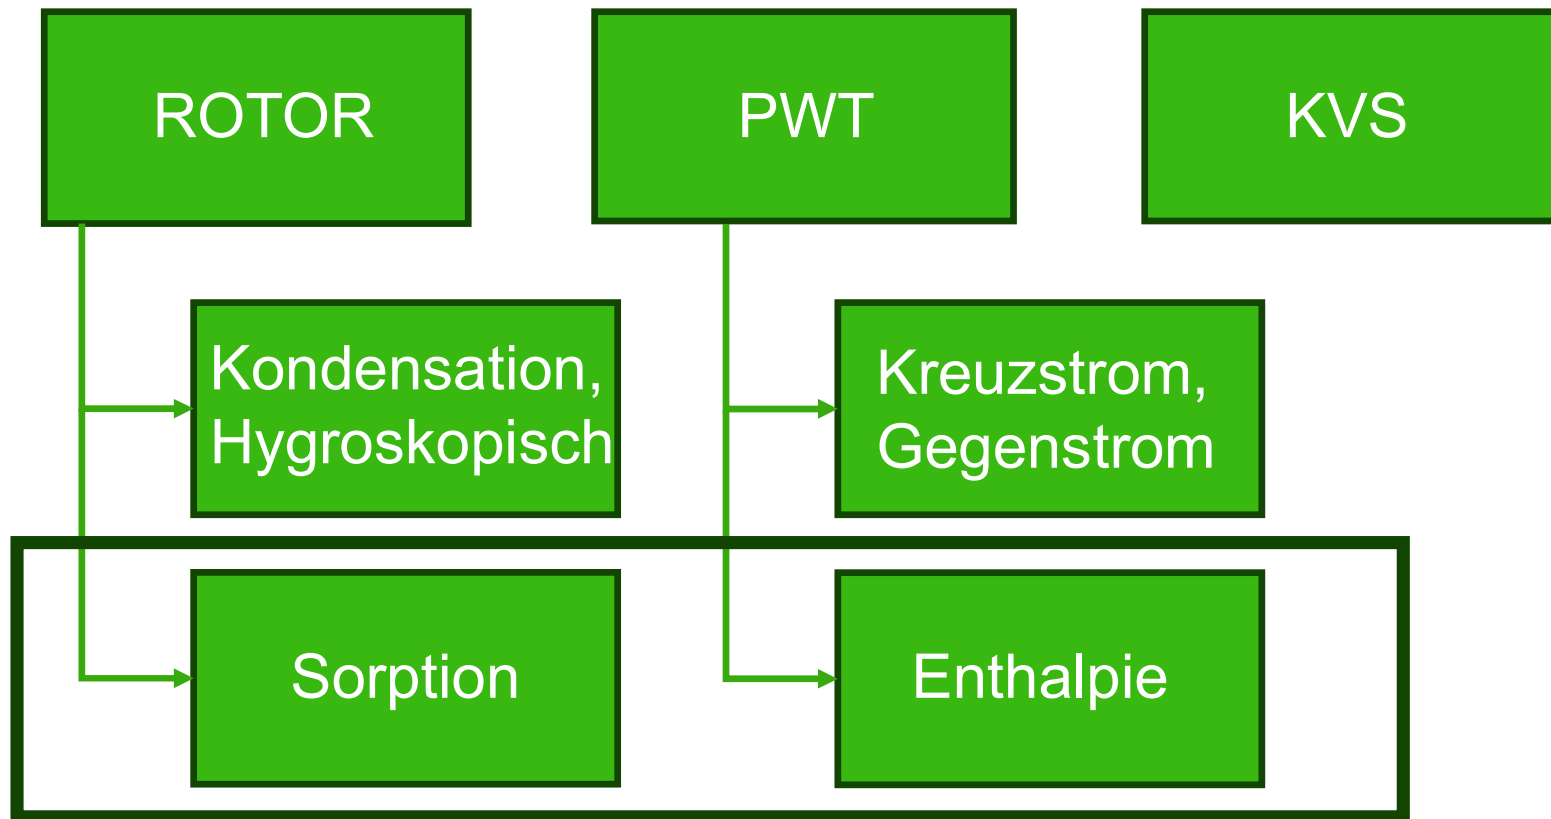 ROTOR
PWT
KVS
Kondensation,
Hygroskopisch
Kreuzstrom,
Gegenstrom
Sorption
Enthalpie